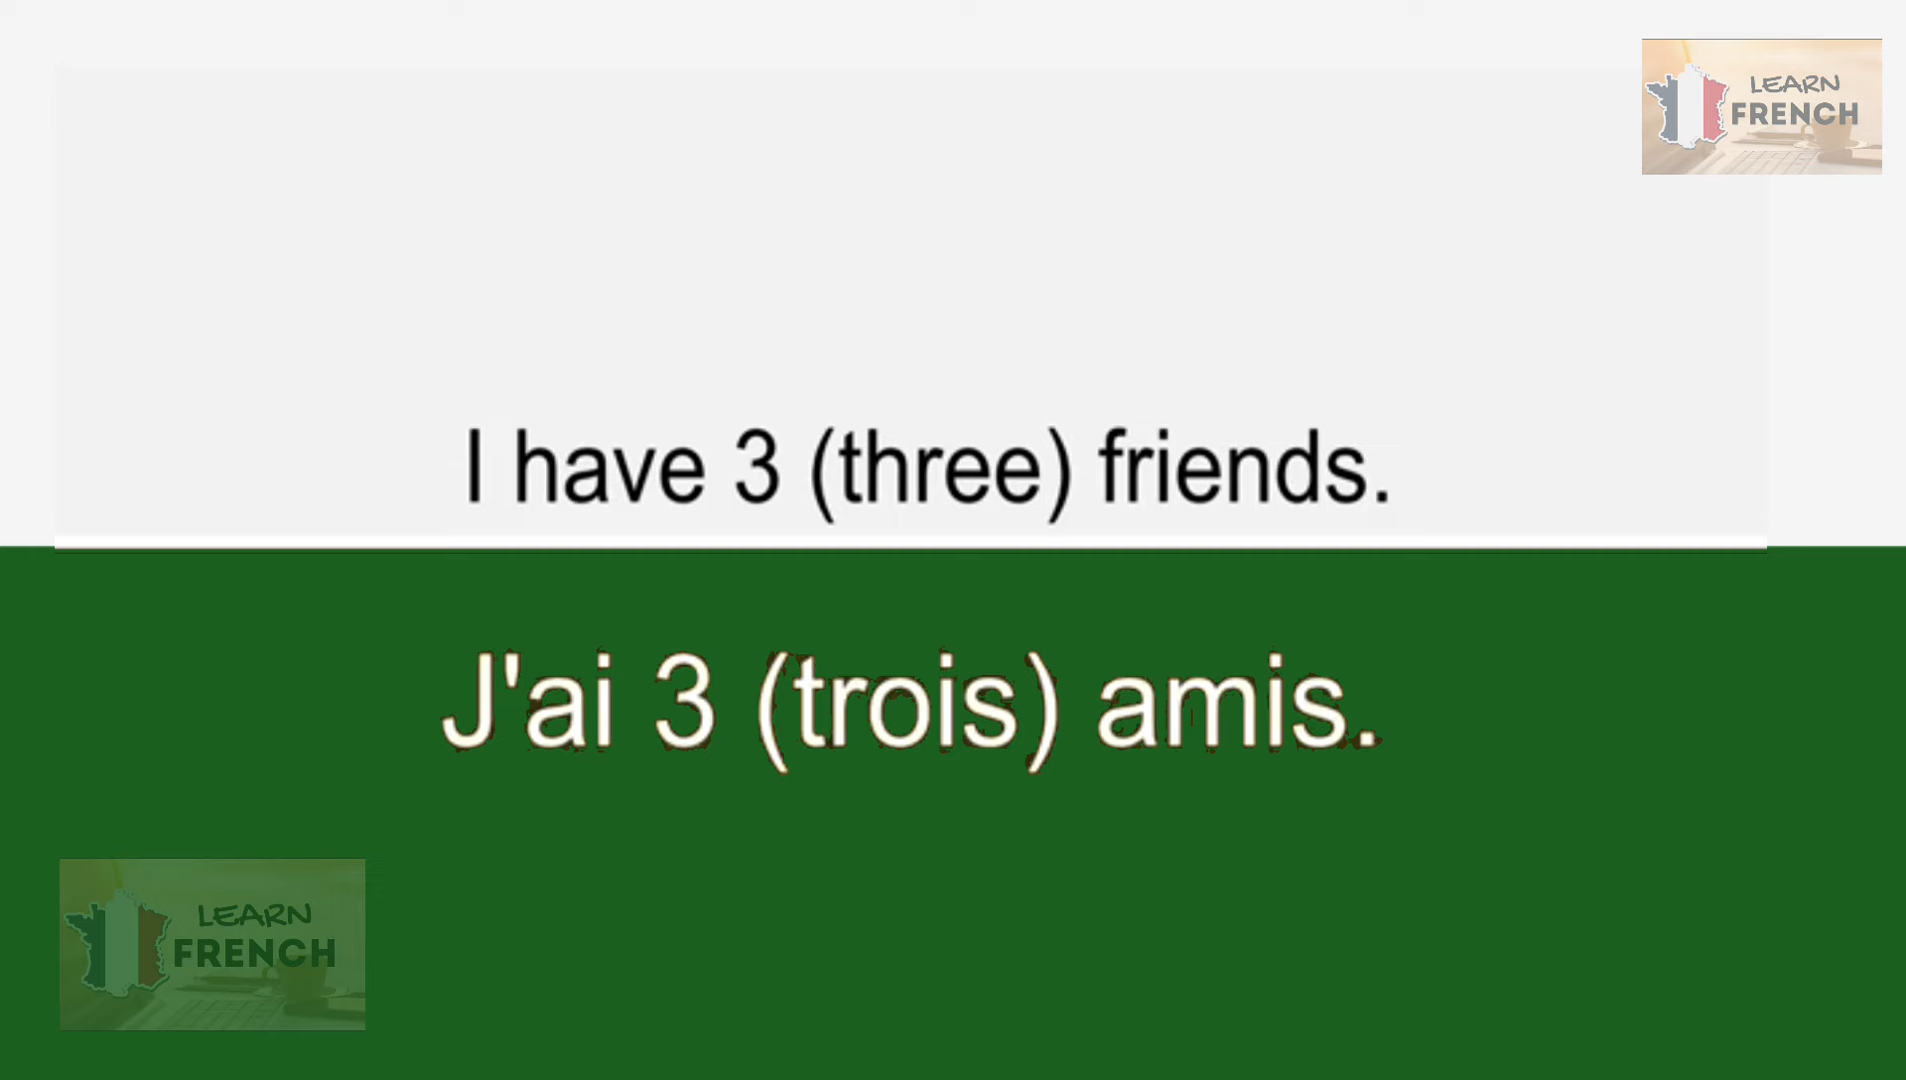 LEARN
FRENCH
I have 3 (three) friends.
J'ai 3 (trois) amis.
LEARN
FRENCH